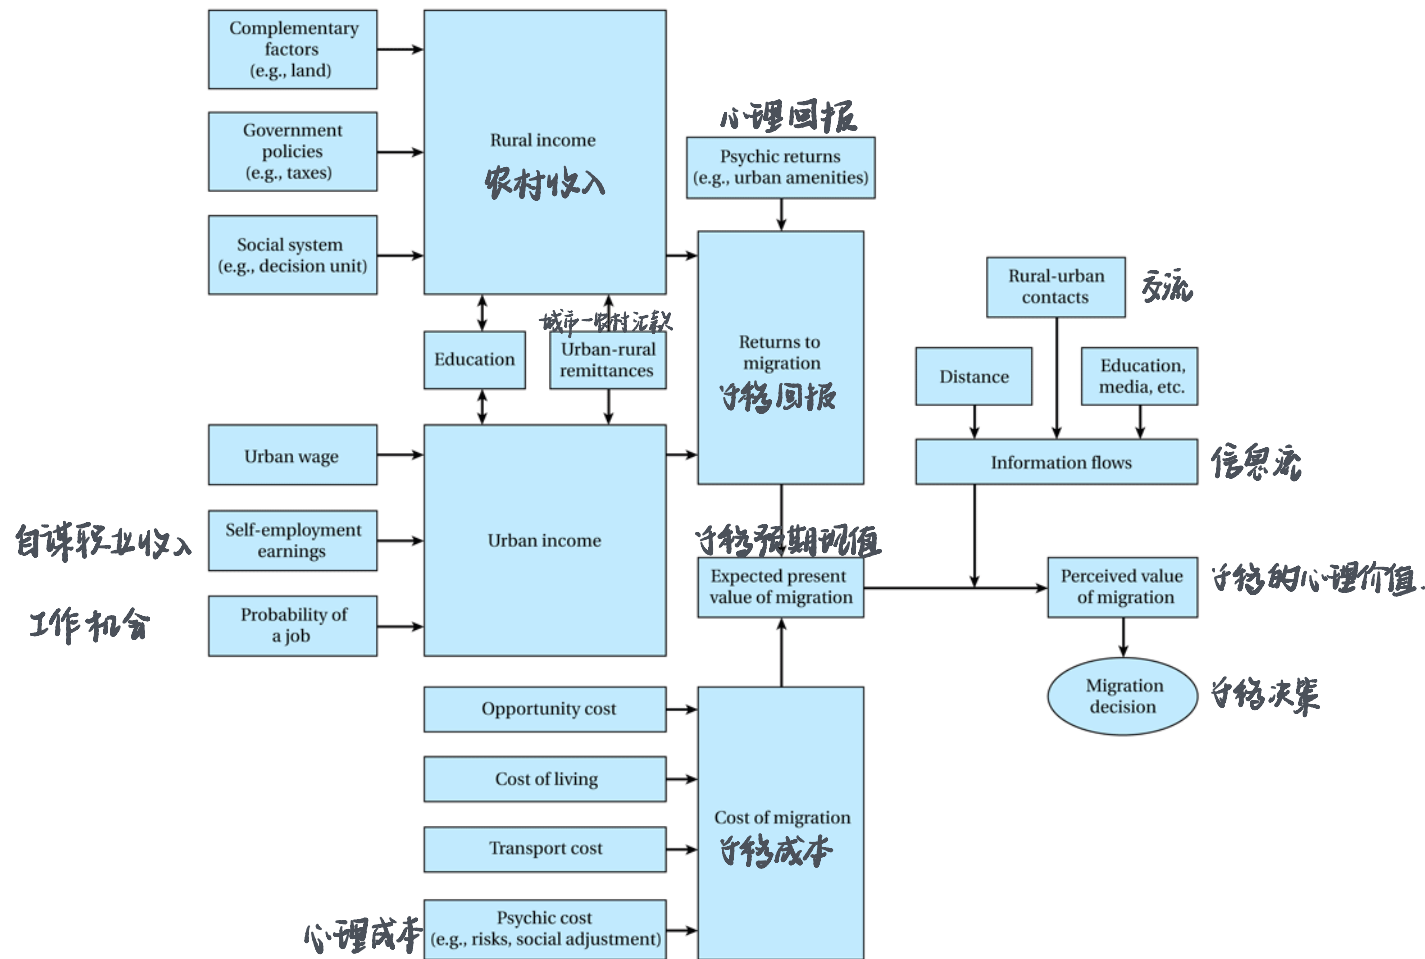 Complementary
factors
(e.g., land)
Government
policies
(e.g., taxes)
Social system
(e.g., decision unit)
Rural income
农村收入
心理回报
Psychic returns
(e.g., urban amenities)
Education
城市-农村汇款
Urban-rural
remittances
Returns to
migration
迁移回报
Rural-urban
contacts
交流
Distance
Education,
media, etc.
Information flows
信息流
Urban wage
自谋职业收入
Self-employment
earnings
工作机会
Probability of
a job
Urban income
迁移预期现值
Expected present
value of migration
Perceived value
of migration
迁移的心理价值.
Migration
decision
迁移决策
Opportunity cost
Cost of living
Transport cost
心理成本
Psychic cost
(e.g., risks, social adjustment)
Cost of migration
迁移成本